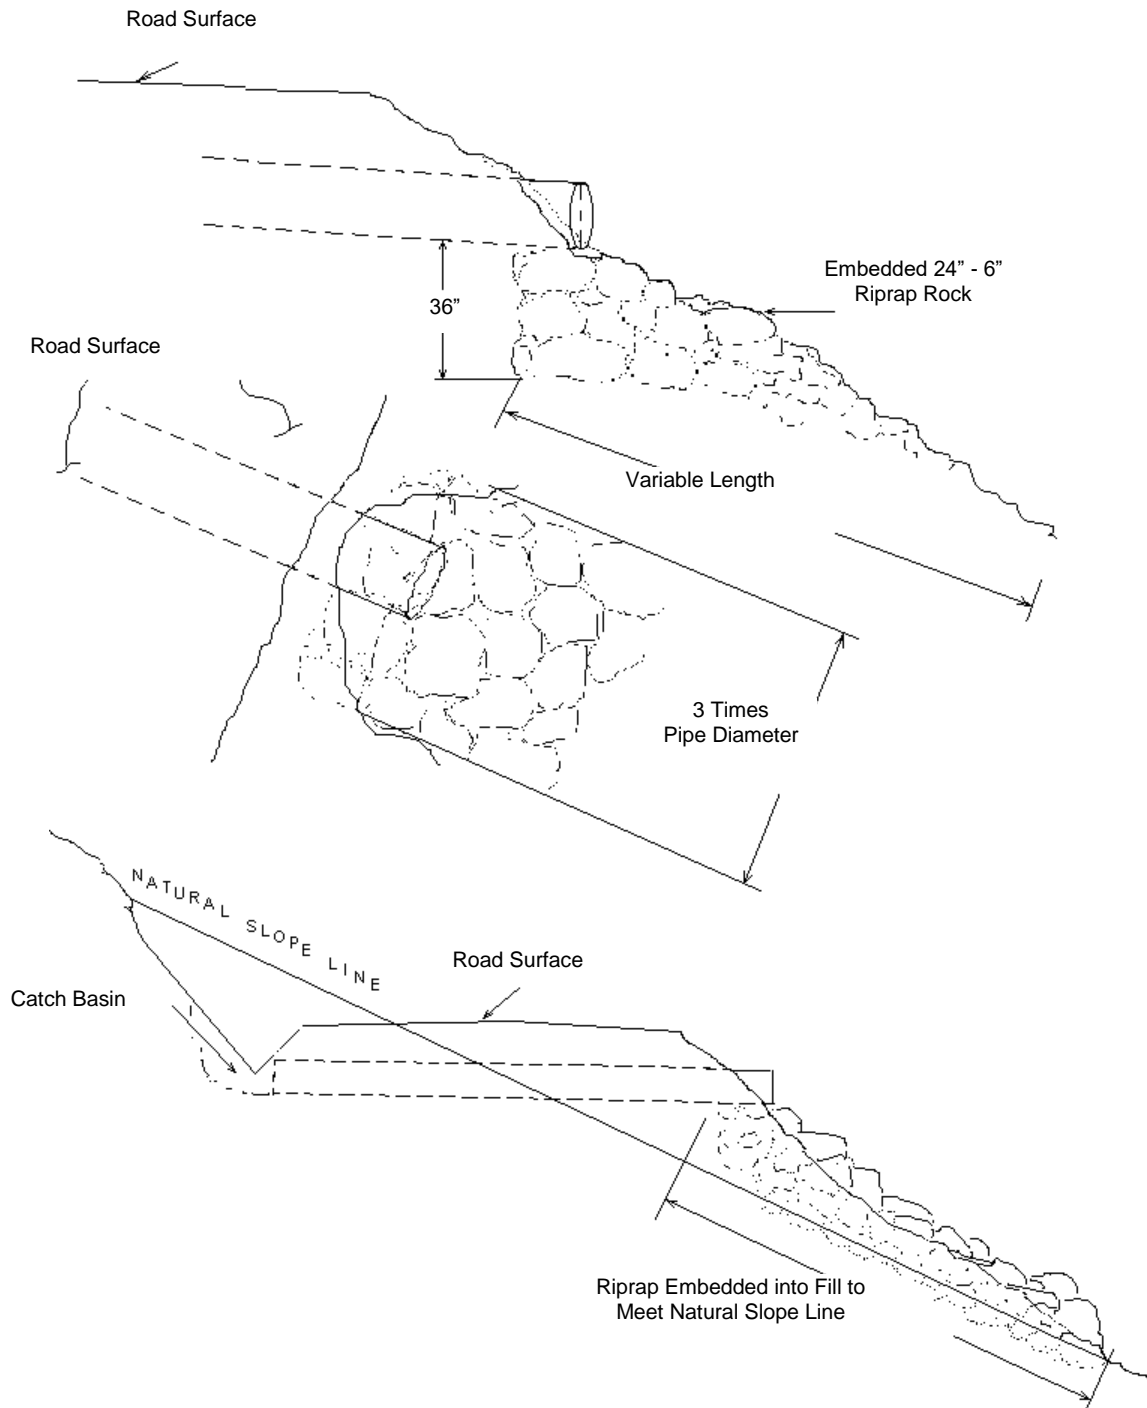 Road Surface
Embedded 24” - 6”
Riprap Rock
36”
Road Surface
Variable Length
3 Times
Pipe Diameter
NATURAL SLOPE LINE
Road Surface
Catch Basin
Riprap Embedded into Fill to
Meet Natural Slope Line